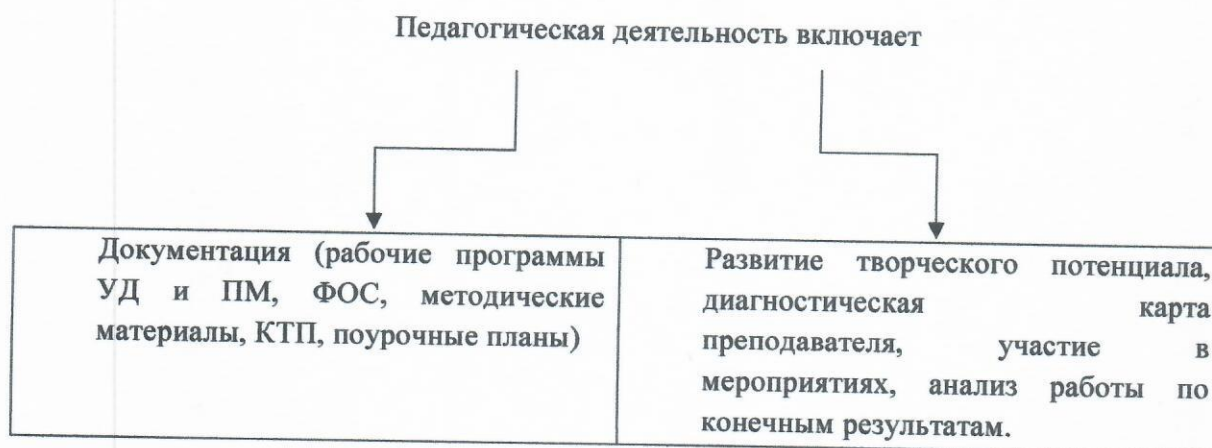 Педагогическая деятельность включает
Документация (рабочие программы
УД и ПМ, ФОС, методические
материалы, КТП, поурочные планы)
Развитие творческого потенциала,
диагностическая карта
преподавателя, участие в
мероприятиях, анализ работы по
конечным результатам.